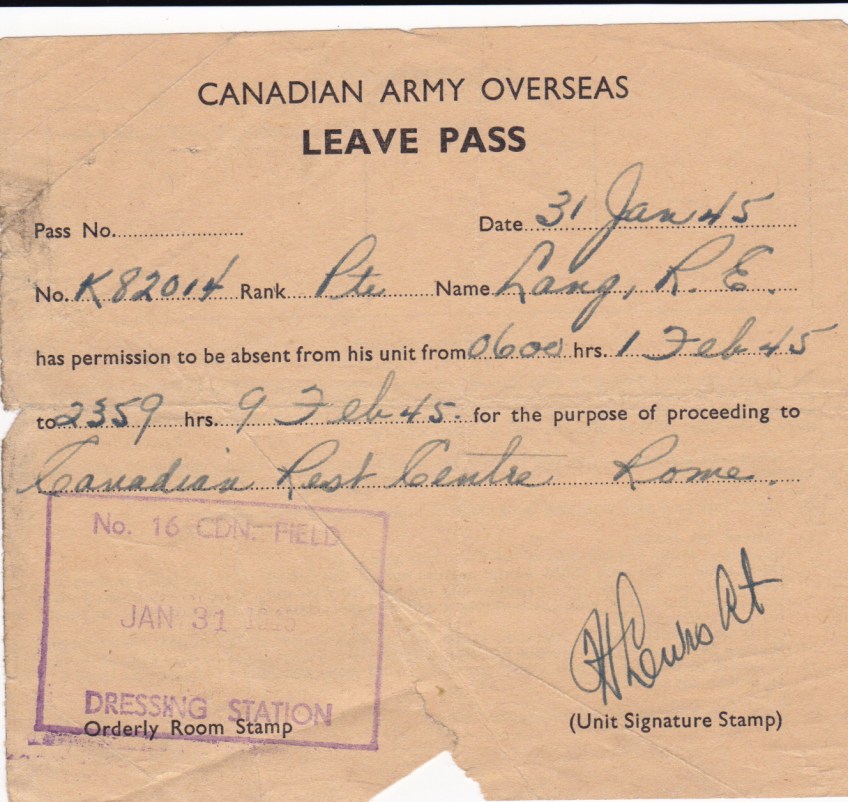 CANADIAN ARMY OVERSEAS
LEAVE PASS
Pass No. Date 31 Jan 45
No. K82014 Rank Pte Name Lang, R. E.
has permission to be absent from his unit from 0600 hrs. 1 Feb 45
to 2359 hrs. 9 Feb 45. for the purpose of proceeding to
Canadian Rest Centre Rome.
No. 16 CDN. FIELD
JAN 31 1945
DRESSING STATION
Orderly Room Stamp
(Unit Signature Stamp)